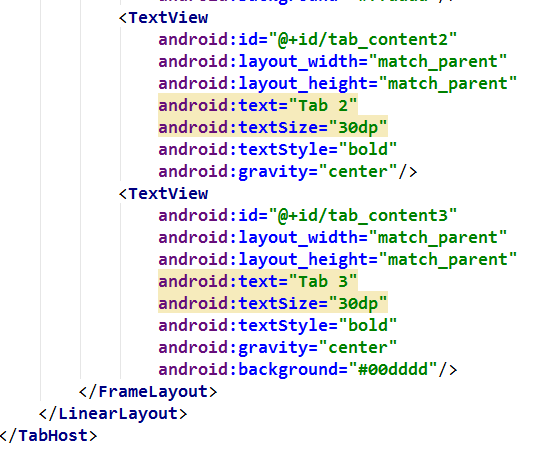 <TextView
android:id="@+id/tab_content2"
android:layout_width="match_parent"
android:layout_height="match_parent"
android:text="Tab 2"
android:textSize="30dp"
android:textStyle="bold"
android:gravity="center"/>
<TextView
android:id="@+id/tab_content3"
android:layout_width="match_parent"
android:layout_height="match_parent"
android:text="Tab 3"
android:textSize="30dp"
android:textStyle="bold"
android:gravity="center"
android:background="#00dddd"/>
</FrameLayout>
</LinearLayout>
</TabHost>